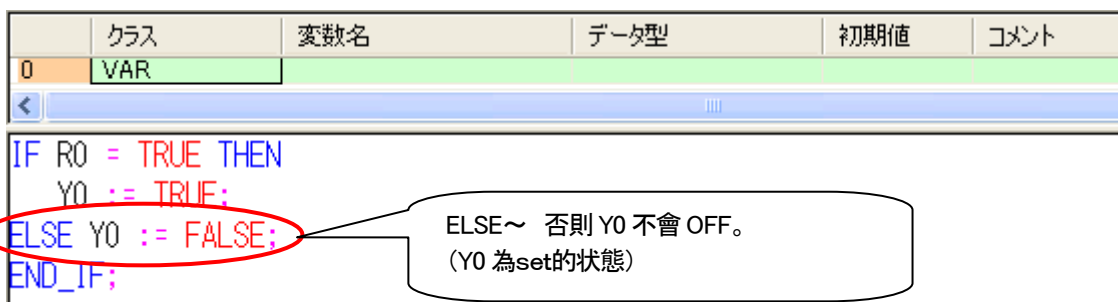 クラス 変数名 データ型 初期値 コメント
0 VAR
IF R0 = TRUE THEN
Y0 := TRUE;
ELSE Y0 := FALSE;
END_IF;
ELSE～ 否則 Y0 不會 OFF。
（Y0 為set的狀態）